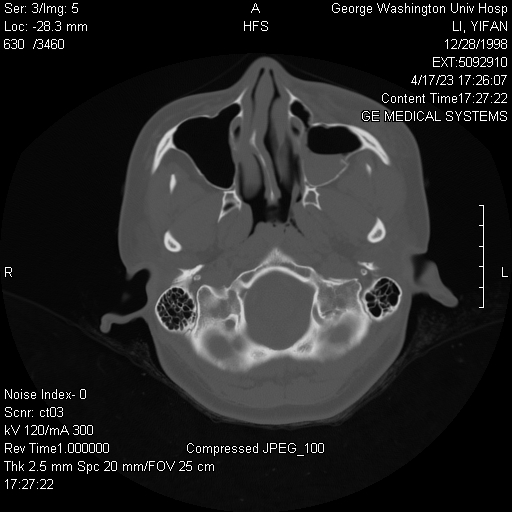 Ser: 3/Img: 5
Loc: -28.3 mm
630 /3460
A
HFS
George Washington Univ Hosp
LI, YIFAN
12/28/1998
EXT:5092910
4/17/23 17:26:07
Content Time17:27:22
GE MEDICAL SYSTEMS
R
L
Noise Index- 0
Scnr: ct03
kV 120/mA 300
Rev Time1.000000
Compressed JPEG_100
Thk 2.5 mm Spc 20 mm/FOV 25 cm
17:27:22